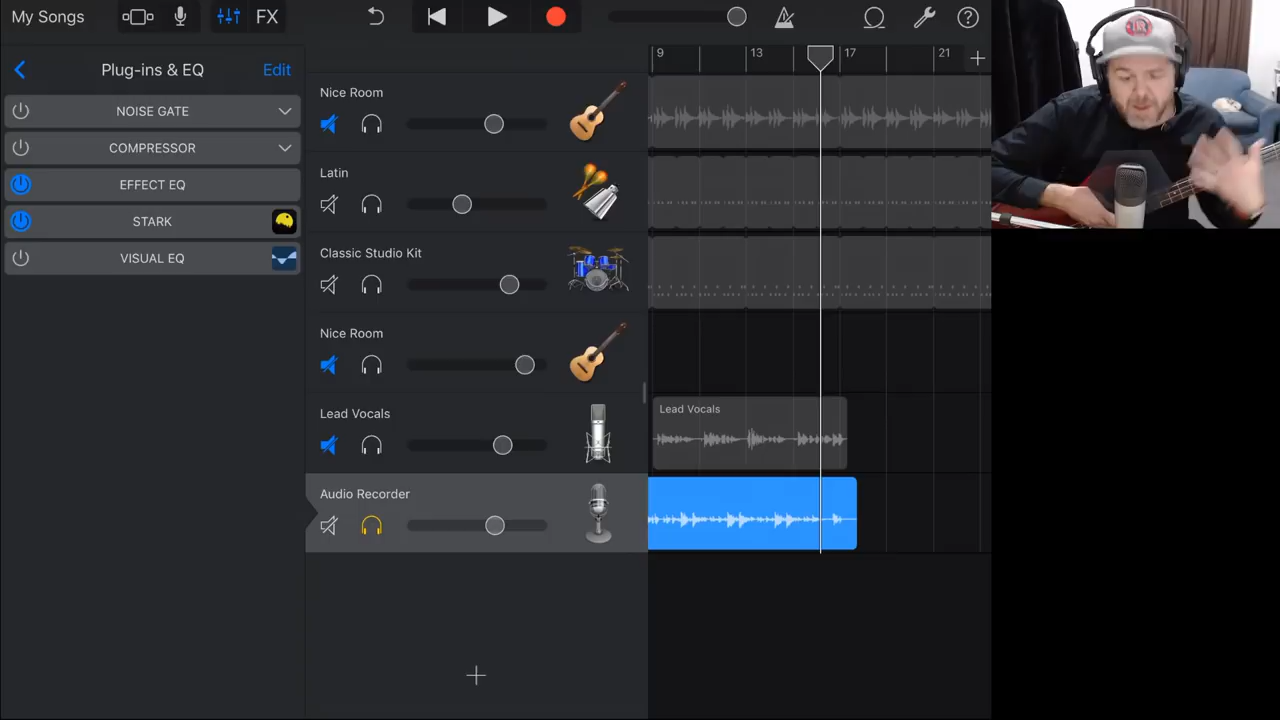 My Songs
FX
Plug-ins & EQ
Edit
NOISE GATE
COMPRESSOR
EFFECT EQ
STARK
VISUAL EQ
9
13
17
21
Nice Room
Latin
Classic Studio Kit
Nice Room
Lead Vocals
Lead Vocals
Audio Recorder